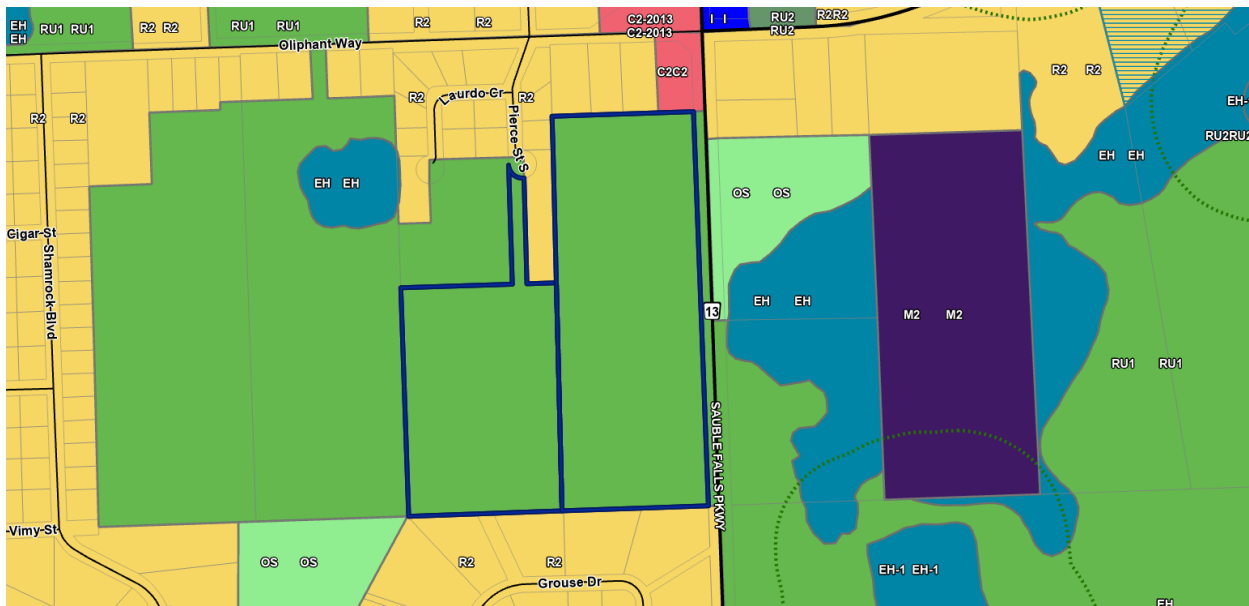 EH
EH
RU1 RU1
R2 R2
RU1 RU1
R2 R2
C2-2013
C2-2013
I I
RU2
RU2
R2R2
Oliphant Way
C2C2
R2 R2
EH-
RU2RU2
R2 R2
R2
Laurdo Cr
R2
Pierce St S
EH EH
EH EH
OS OS
Cigar St
Shamrock Blvd
13
EH EH
M2 M2
RU1 RU1
SAUBLE FALLS PKWY
Vimy St
OS OS
R2 R2
Grouse Dr
EH-1 EH-1
EH